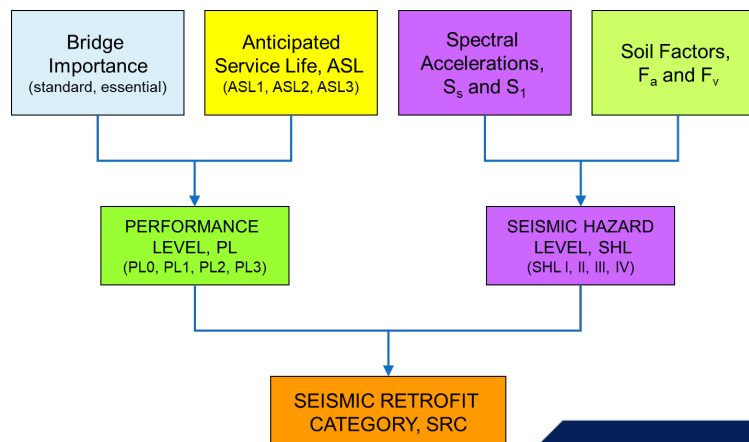 Bridge
Importance
(standard, essential)
Anticipated
Service Life, ASL
(ASL1, ASL2, ASL3)
Spectral
Accelerations,
Ss and S1
Soil Factors,
Fa and Fv
PERFORMANCE
LEVEL, PL
(PL0, PL1, PL2, PL3)
SEISMIC HAZARD
LEVEL, SHL
(SHL I, II, III, IV)
SEISMIC RETROFIT
CATEGORY, SRC